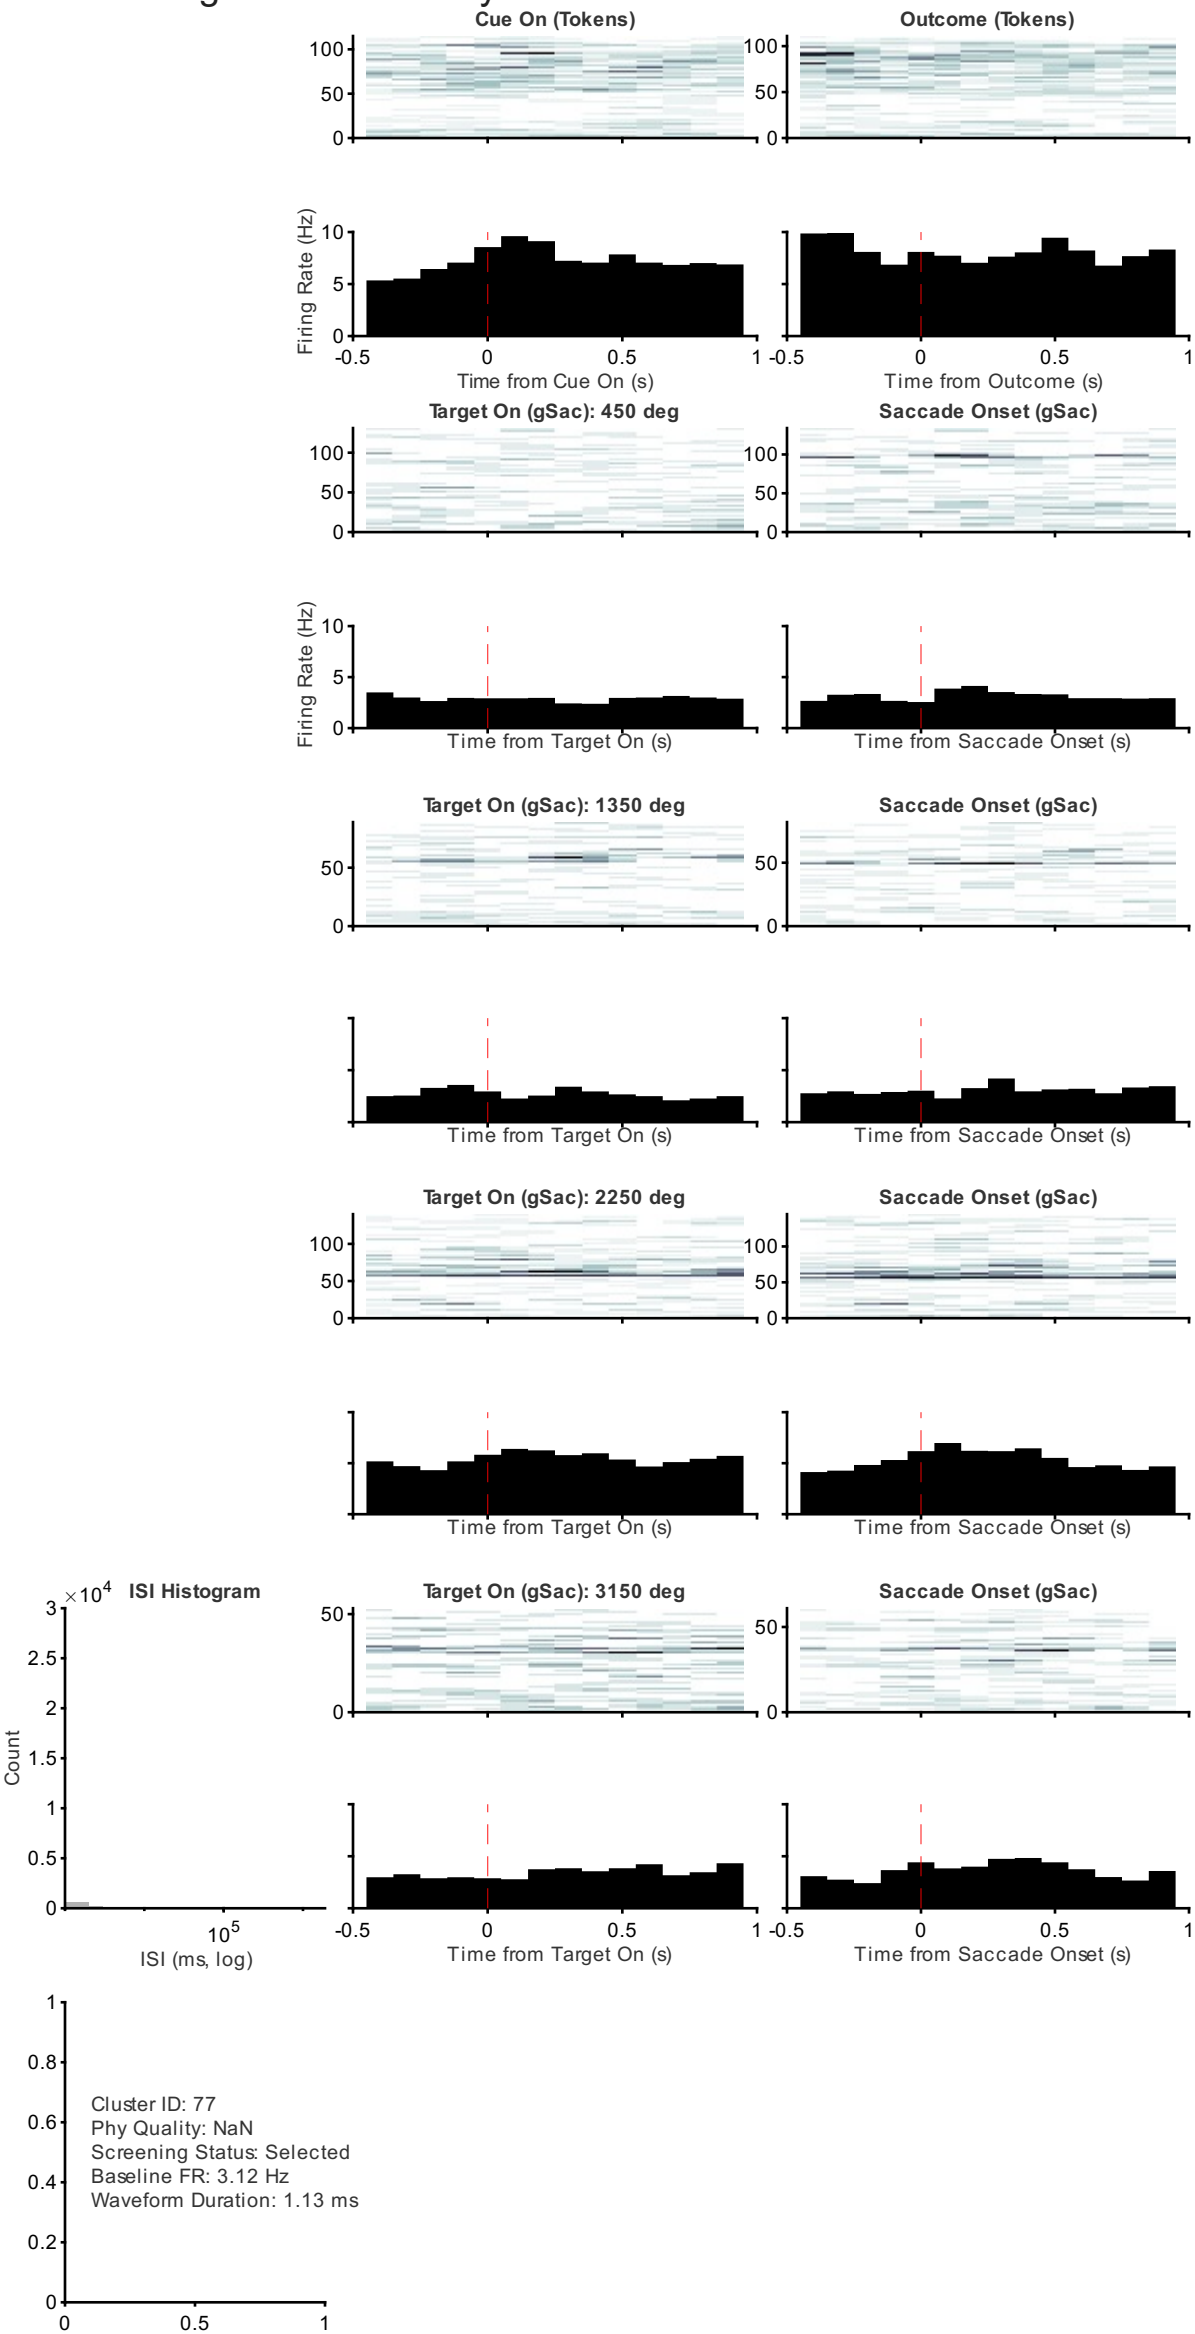 Cue On (Tokens)
Outcome (Tokens)
100
50
0
100
50
0
Firing Rate (Hz)
10
5
0
-0.5 0 0.5 1
-0.5 0 0.5 1
Time from Cue On (s)
Time from Outcome (s)
Target On (gSac): 450 deg
Saccade Onset (gSac)
100
50
0
100
50
0
Firing Rate (Hz)
10
5
0
Time from Target On (s)
Time from Saccade Onset (s)
Target On (gSac): 1350 deg
Saccade Onset (gSac)
50
0
50
0
Time from Target On (s)
Time from Saccade Onset (s)
Target On (gSac): 2250 deg
Saccade Onset (gSac)
100
50
0
100
50
0
Time from Target On (s)
Time from Saccade Onset (s)
×10^4 ISI Histogram
3
2.5
2
1.5
1
0.5
0
Count
10^5
ISI (ms, log)
Target On (gSac): 3150 deg
Saccade Onset (gSac)
50
0
50
0
-0.5 0 0.5 1
-0.5 0 0.5 1
Time from Target On (s)
Time from Saccade Onset (s)
1
0.8
0.6
0.4
0.2
0
0 0.5 1
Cluster ID: 77
Phy Quality: NaN
Screening Status: Selected
Baseline FR: 3.12 Hz
Waveform Duration: 1.13 ms